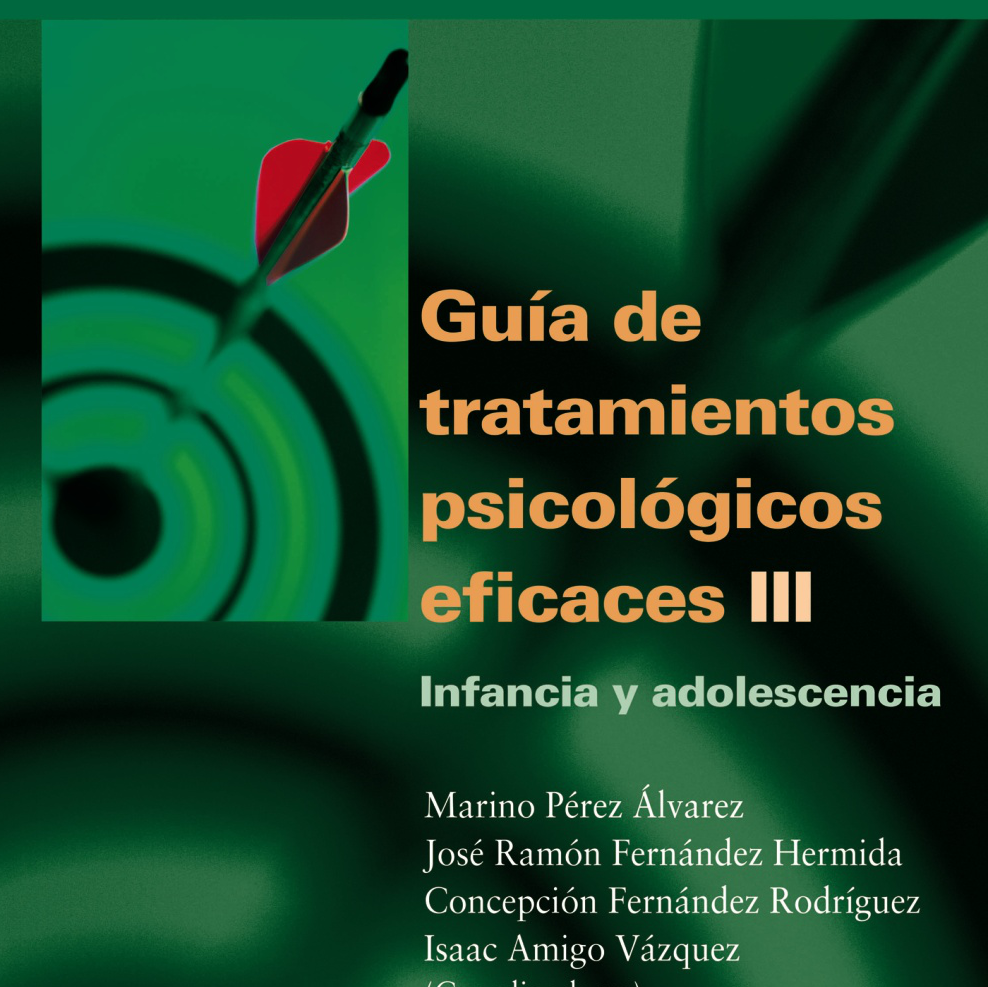 Guía de
tratamientos
psicológicos
eficaces III
Infancia y adolescencia
Marino Pérez Álvarez
José Ramón Fernández Hermida
Concepción Fernández Rodríguez
Isaac Amigo Vázquez